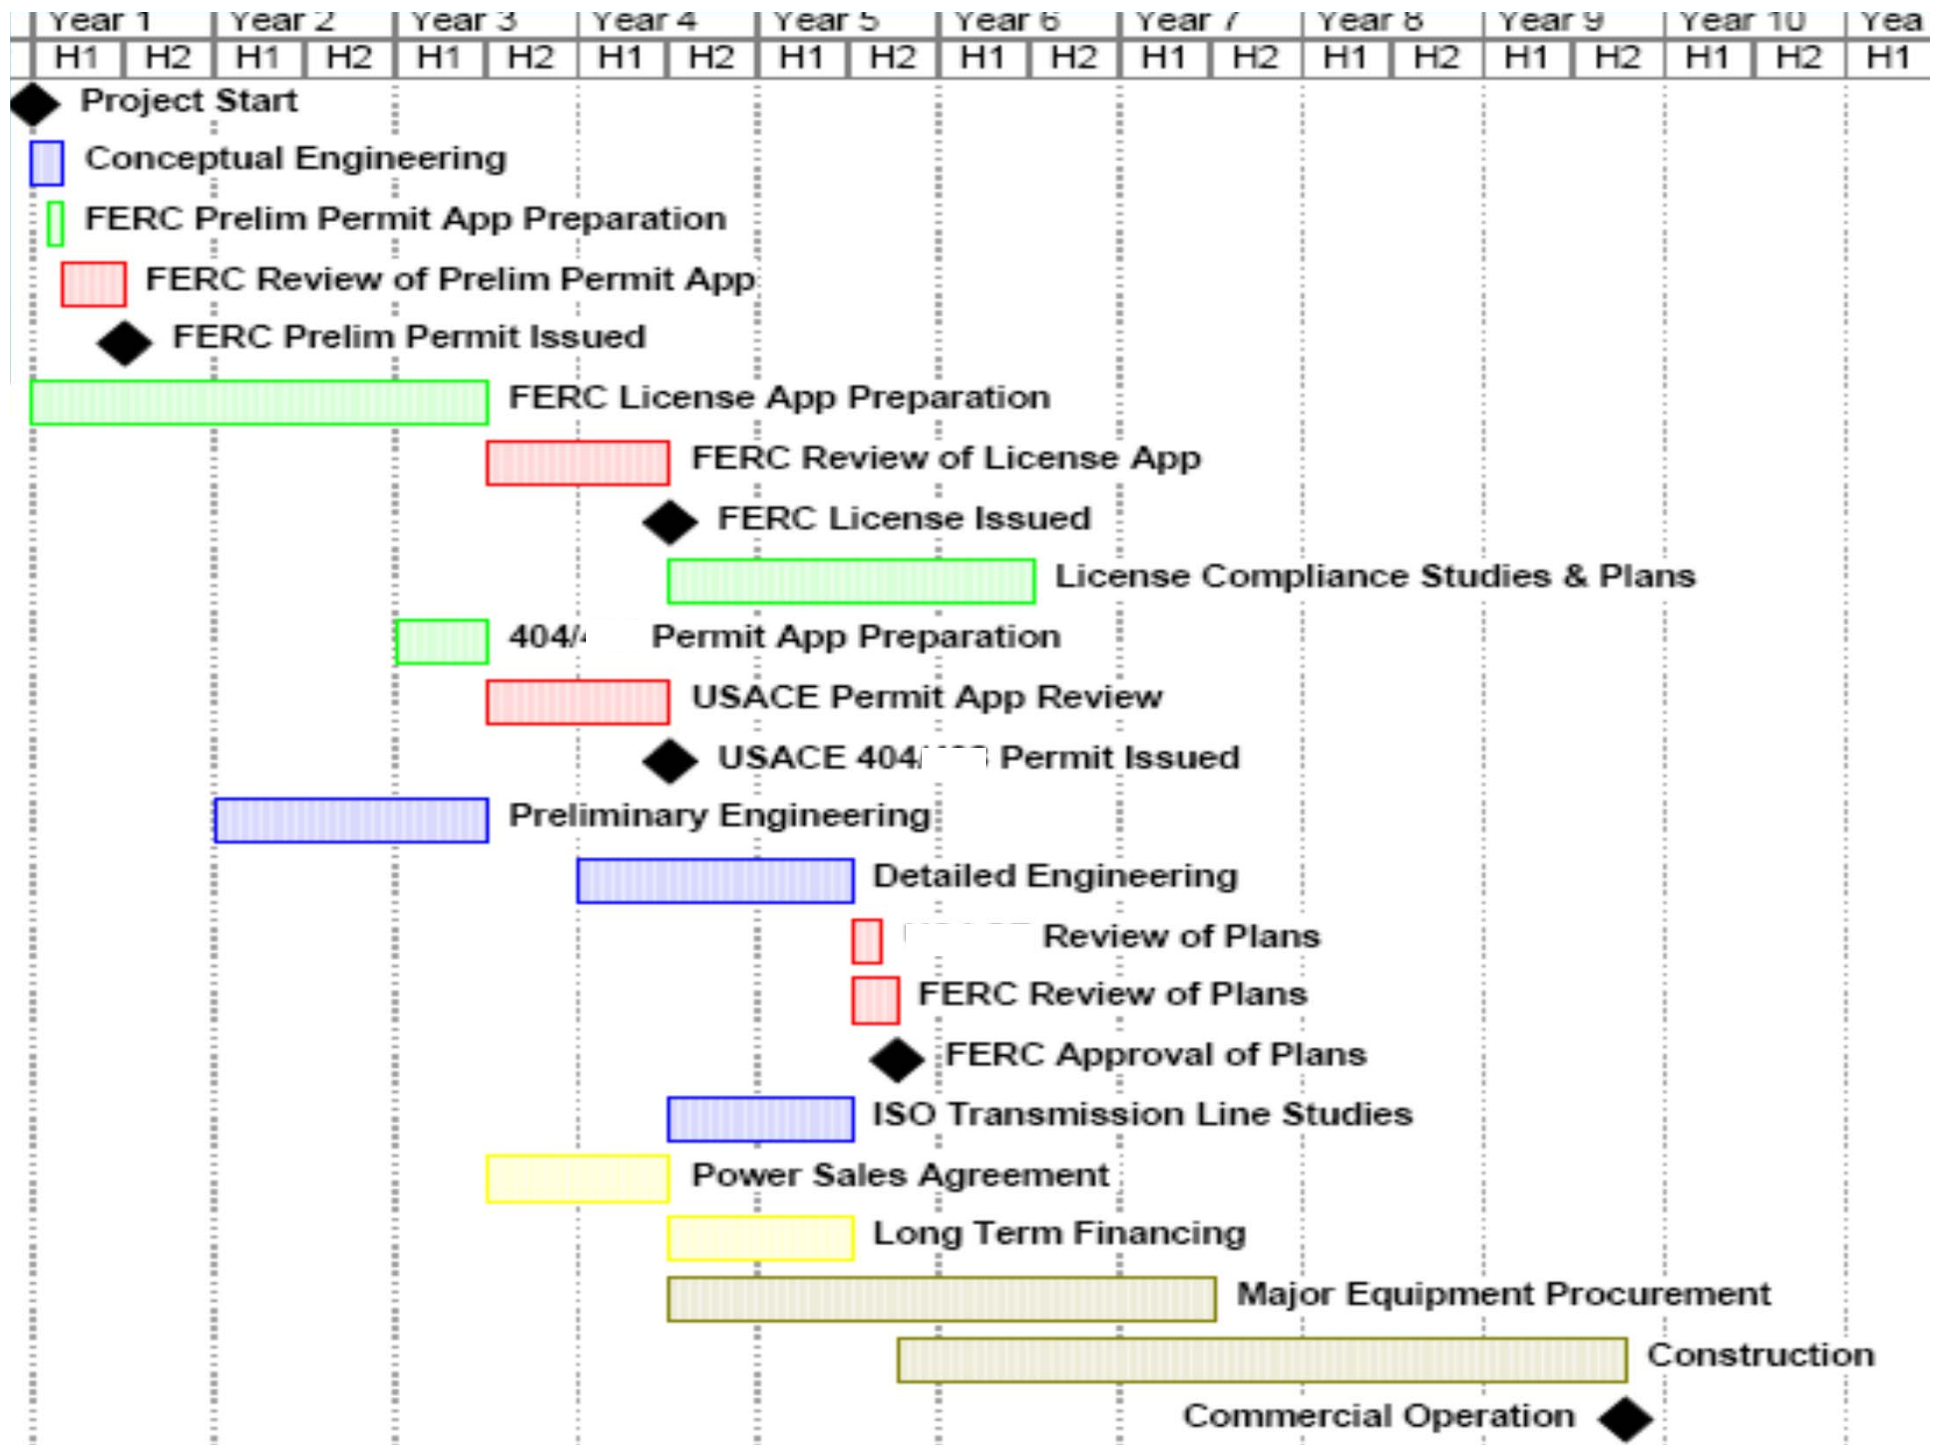 Year 1 Year 2 Year 3 Year 4 Year 5 Year 6 Year 7 Year 8 Year 9 Year 10 Yea
H1 H2 H1 H2 H1 H2 H1 H2 H1 H2 H1 H2 H1 H2 H1 H2 H1 H2 H1 H2 H1
Project Start
Conceptual Engineering
FERC Prelim Permit App Preparation
FERC Review of Prelim Permit App
FERC Prelim Permit Issued
FERC License App Preparation
FERC Review of License App
FERC License Issued
License Compliance Studies & Plans
404/ Permit App Preparation
USACE Permit App Review
USACE 404/ Permit Issued
Preliminary Engineering
Detailed Engineering
Review of Plans
FERC Review of Plans
FERC Approval of Plans
ISO Transmission Line Studies
Power Sales Agreement
Long Term Financing
Major Equipment Procurement
Construction
Commercial Operation